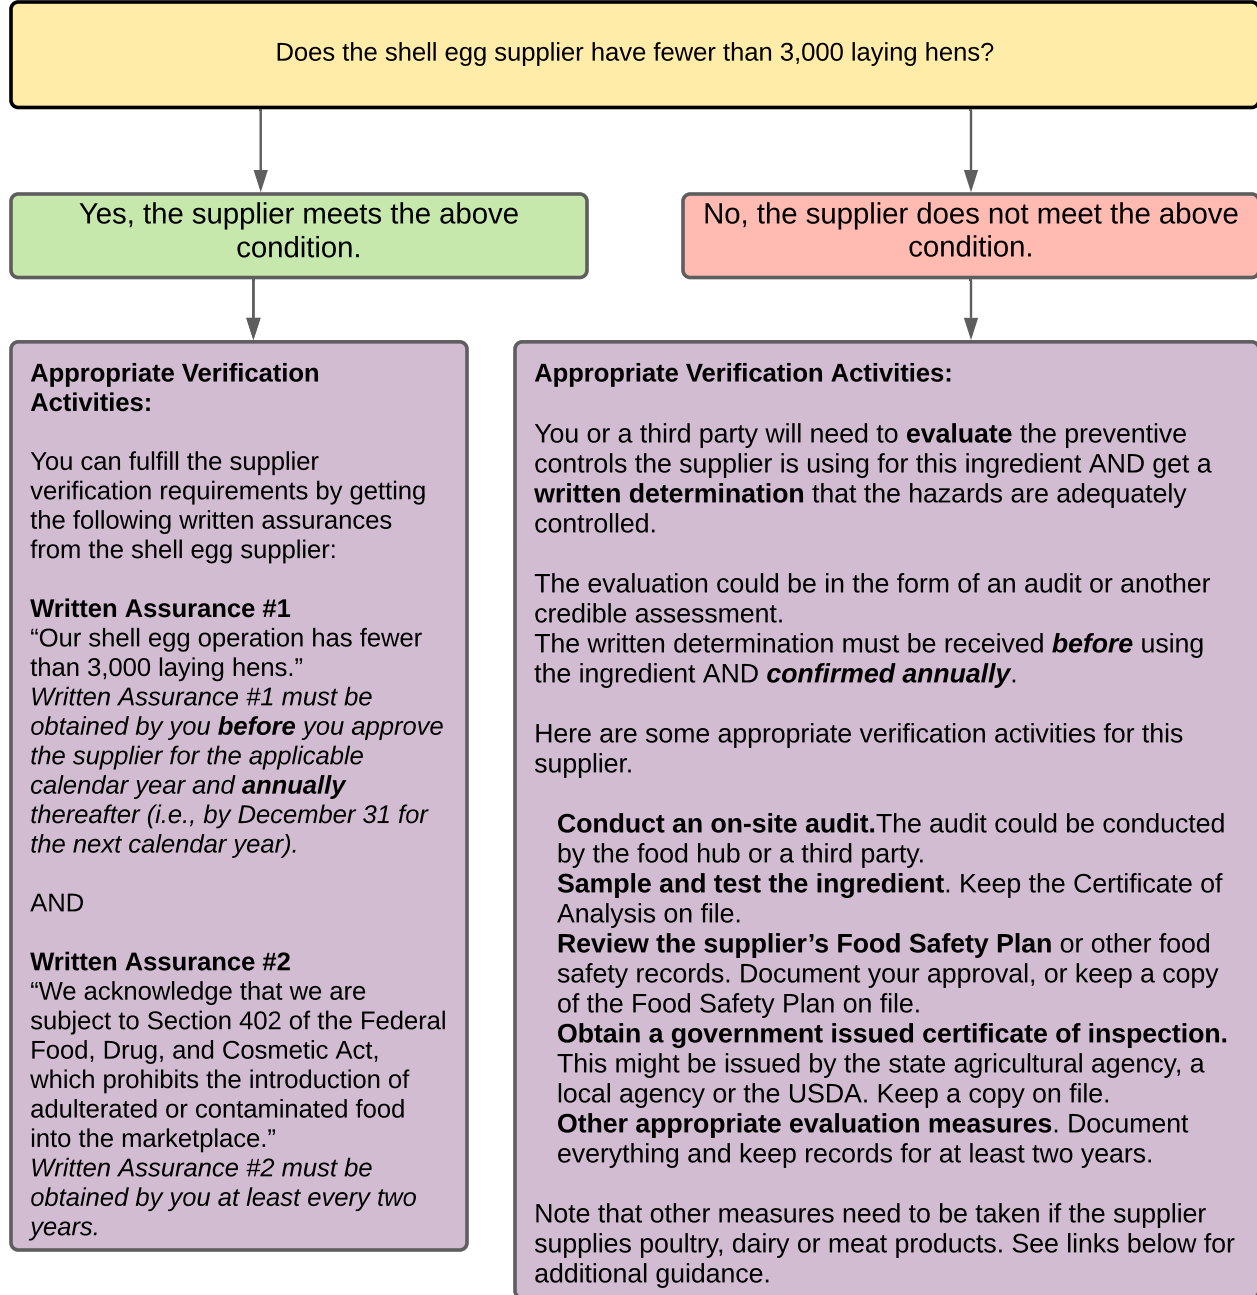 Does the shell egg supplier have fewer than 3,000 laying hens?
Yes, the supplier meets the above
condition.
No, the supplier does not meet the above
condition.
Appropriate Verification
Activities:
You can fulfill the supplier
verification requirements by getting
the following written assurances
from the shell egg supplier:
Written Assurance #1
“Our shell egg operation has fewer
than 3,000 laying hens.”
Written Assurance #1 must be
obtained by you before you approve
the supplier for the applicable
calendar year and annually
thereafter (i.e., by December 31 for
the next calendar year).
AND
Written Assurance #2
“We acknowledge that we are
subject to Section 402 of the Federal
Food, Drug, and Cosmetic Act,
which prohibits the introduction of
adulterated or contaminated food
into the marketplace.”
Written Assurance #2 must be
obtained by you at least every two
years.
Appropriate Verification Activities:
You or a third party will need to evaluate the preventive
controls the supplier is using for this ingredient AND get a
written determination that the hazards are adequately
controlled.
The evaluation could be in the form of an audit or another
credible assessment.
The written determination must be received before using
the ingredient AND confirmed annually.
Here are some appropriate verification activities for this
supplier.
Conduct an on-site audit.The audit could be conducted
by the food hub or a third party.
Sample and test the ingredient. Keep the Certificate of
Analysis on file.
Review the supplier’s Food Safety Plan or other food
safety records. Document your approval, or keep a copy
of the Food Safety Plan on file.
Obtain a government issued certificate of inspection.
This might be issued by the state agricultural agency, a
local agency or the USDA. Keep a copy on file.
Other appropriate evaluation measures. Document
everything and keep records for at least two years.
Note that other measures need to be taken if the supplier
supplies poultry, dairy or meat products. See links below for
additional guidance.